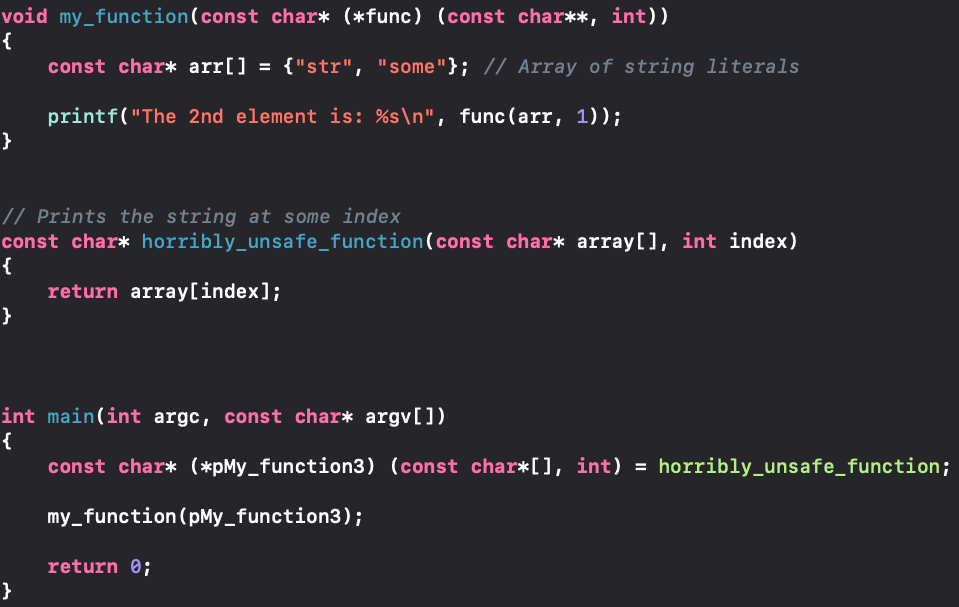 void my_function(const char* (*func) (const char**, int))
{
    const char* arr[] = {"str", "some"}; // Array of string literals
    printf("The 2nd element is: %s\n", func(arr, 1));
}
// Prints the string at some index
const char* horribly_unsafe_function(const char* array[], int index)
{
    return array[index];
}
int main(int argc, const char* argv[])
{
    const char* (*pMy_function3) (const char*[], int) = horribly_unsafe_function;
    my_function(pMy_function3);
    return 0;
}